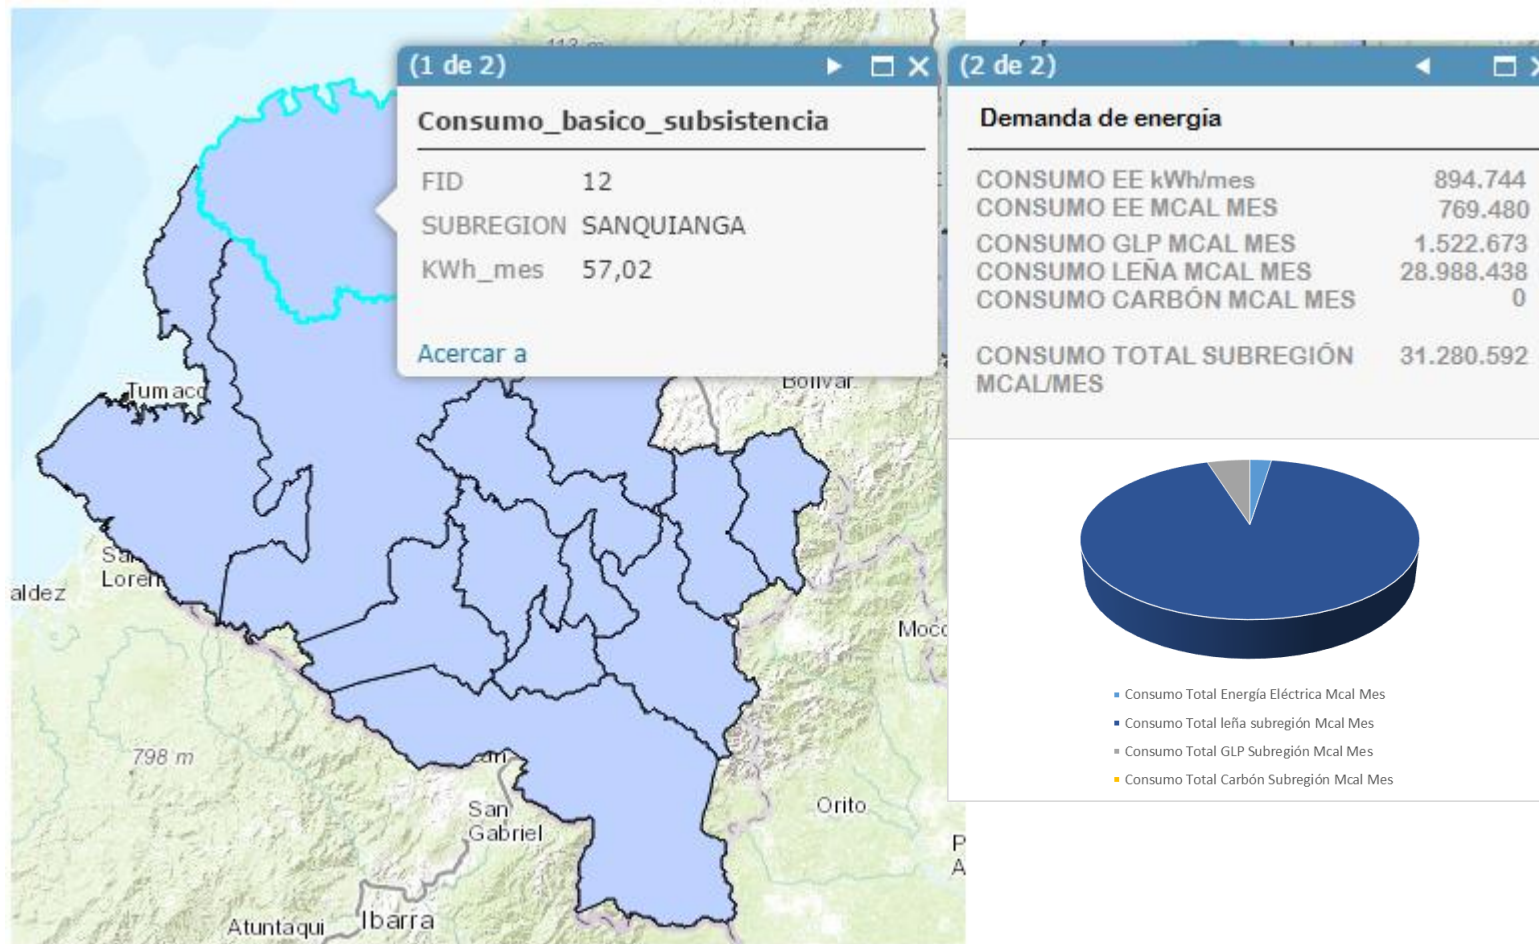 113 m
(1 de 2)
Consumo_basico_subsistencia
FID 12
SUBREGION SANQUIANGA
KWh_mes 57,02
Acercar a
(2 de 2)
Demanda de energía
CONSUMO EE kWh/mes 894.744
CONSUMO EE MCAL MES 769.480
CONSUMO GLP MCAL MES 1.522.673
CONSUMO LEÑA MCAL MES 28.988.438
CONSUMO CARBÓN MCAL MES 0
CONSUMO TOTAL SUBREGIÓN 31.280.592
MCAL/MES
Consumo Total Energía Eléctrica Mcal Mes
Consumo Total leña subregión Mcal Mes
Consumo Total GLP Subregión Mcal Mes
Consumo Total Carbón Subregión Mcal Mes
Tumaco
Bolívar
San
Loren
aldez
Moco
798 m
San
Gabriel
Orito
P
A
Atuntaqui
Ibarra